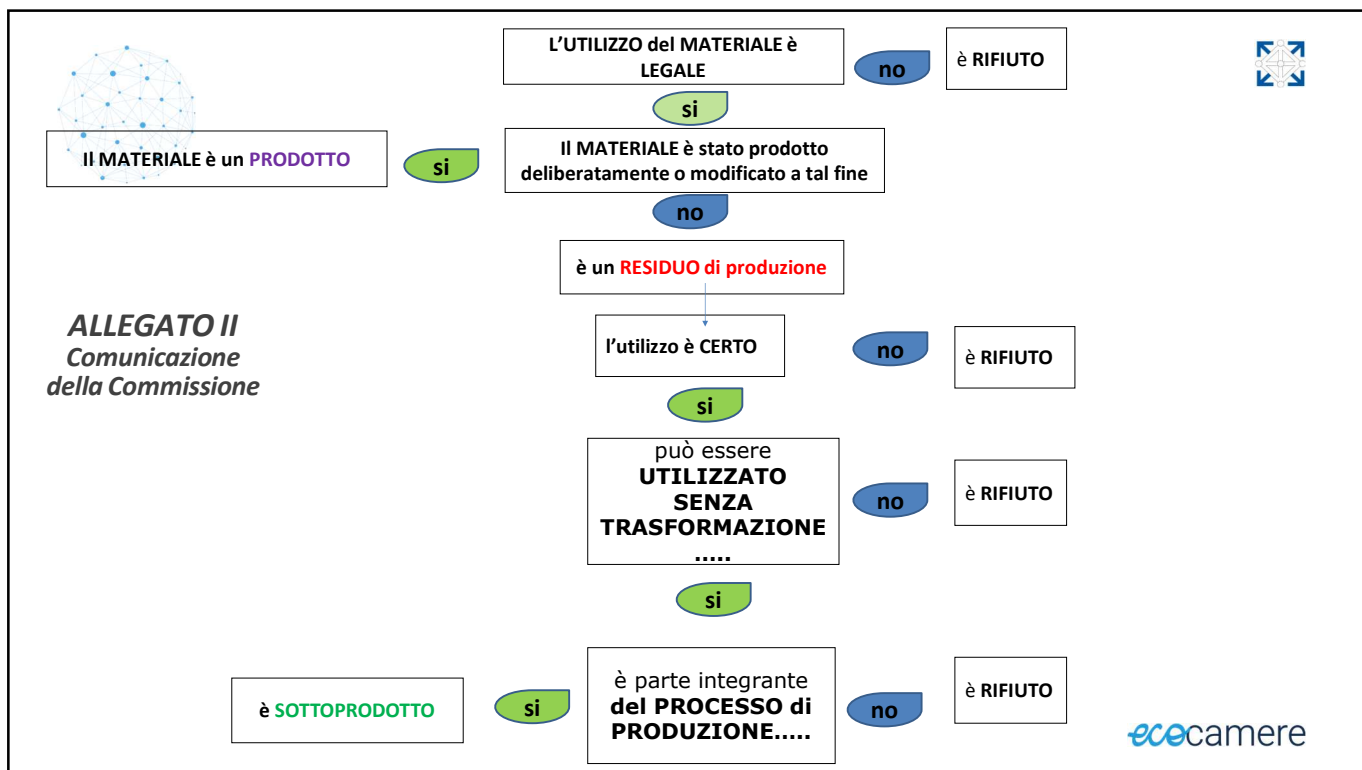 L'UTILIZZO del MATERIALE è
LEGALE
no
è RIFIUTO
si
Il MATERIALE è un PRODOTTO
si
Il MATERIALE è stato prodotto
deliberatamente o modificato a tal fine
no
è un RESIDUO di produzione
ALLEGATO II
Comunicazione
della Commissione
l'utilizzo è CERTO
no
è RIFIUTO
si
può essere
UTILIZZATO
SENZA
TRASFORMAZIONE
.....
no
è RIFIUTO
si
è SOTTOPRODOTTO
si
è parte integrante
del PROCESSO di
PRODUZIONE.....
no
è RIFIUTO
ecocamere